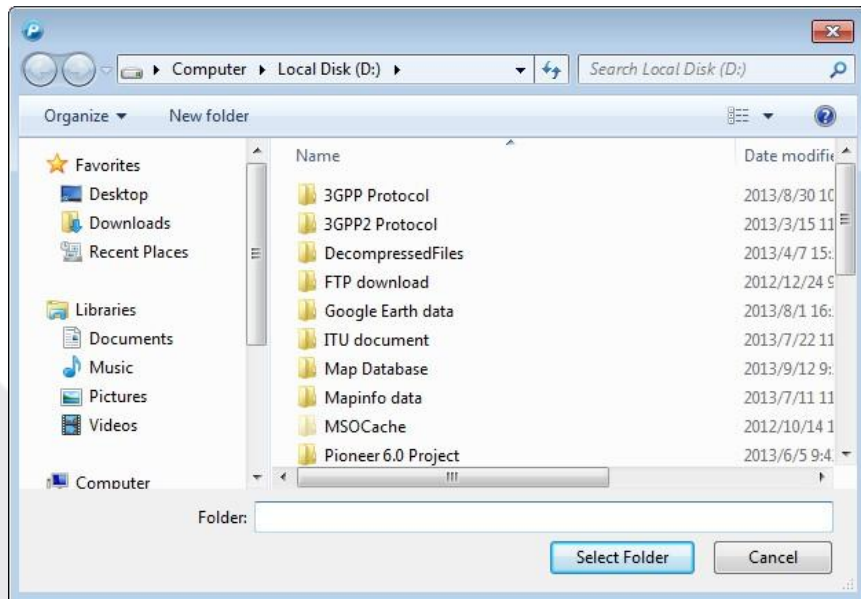 Computer Local Disk (D:) Search Local Disk (D:)
Organize New folder
Favorites
Desktop
Downloads
Recent Places
Libraries
Documents
Music
Pictures
Videos
Computer
Name Date modifie
3GPP Protocol 2013/8/30 10
3GPP2 Protocol 2013/3/15 11
DecompressedFiles 2013/4/7 15:
FTP download 2012/12/24 9
Google Earth data 2013/8/1 16:
ITU document 2013/7/22 11
Map Database 2013/9/12 9:
Mapinfo data 2013/7/11 11
MSOCache 2012/10/14 1
Pioneer 6.0 Project 2013/6/5 9:4
Folder:
Select Folder Cancel